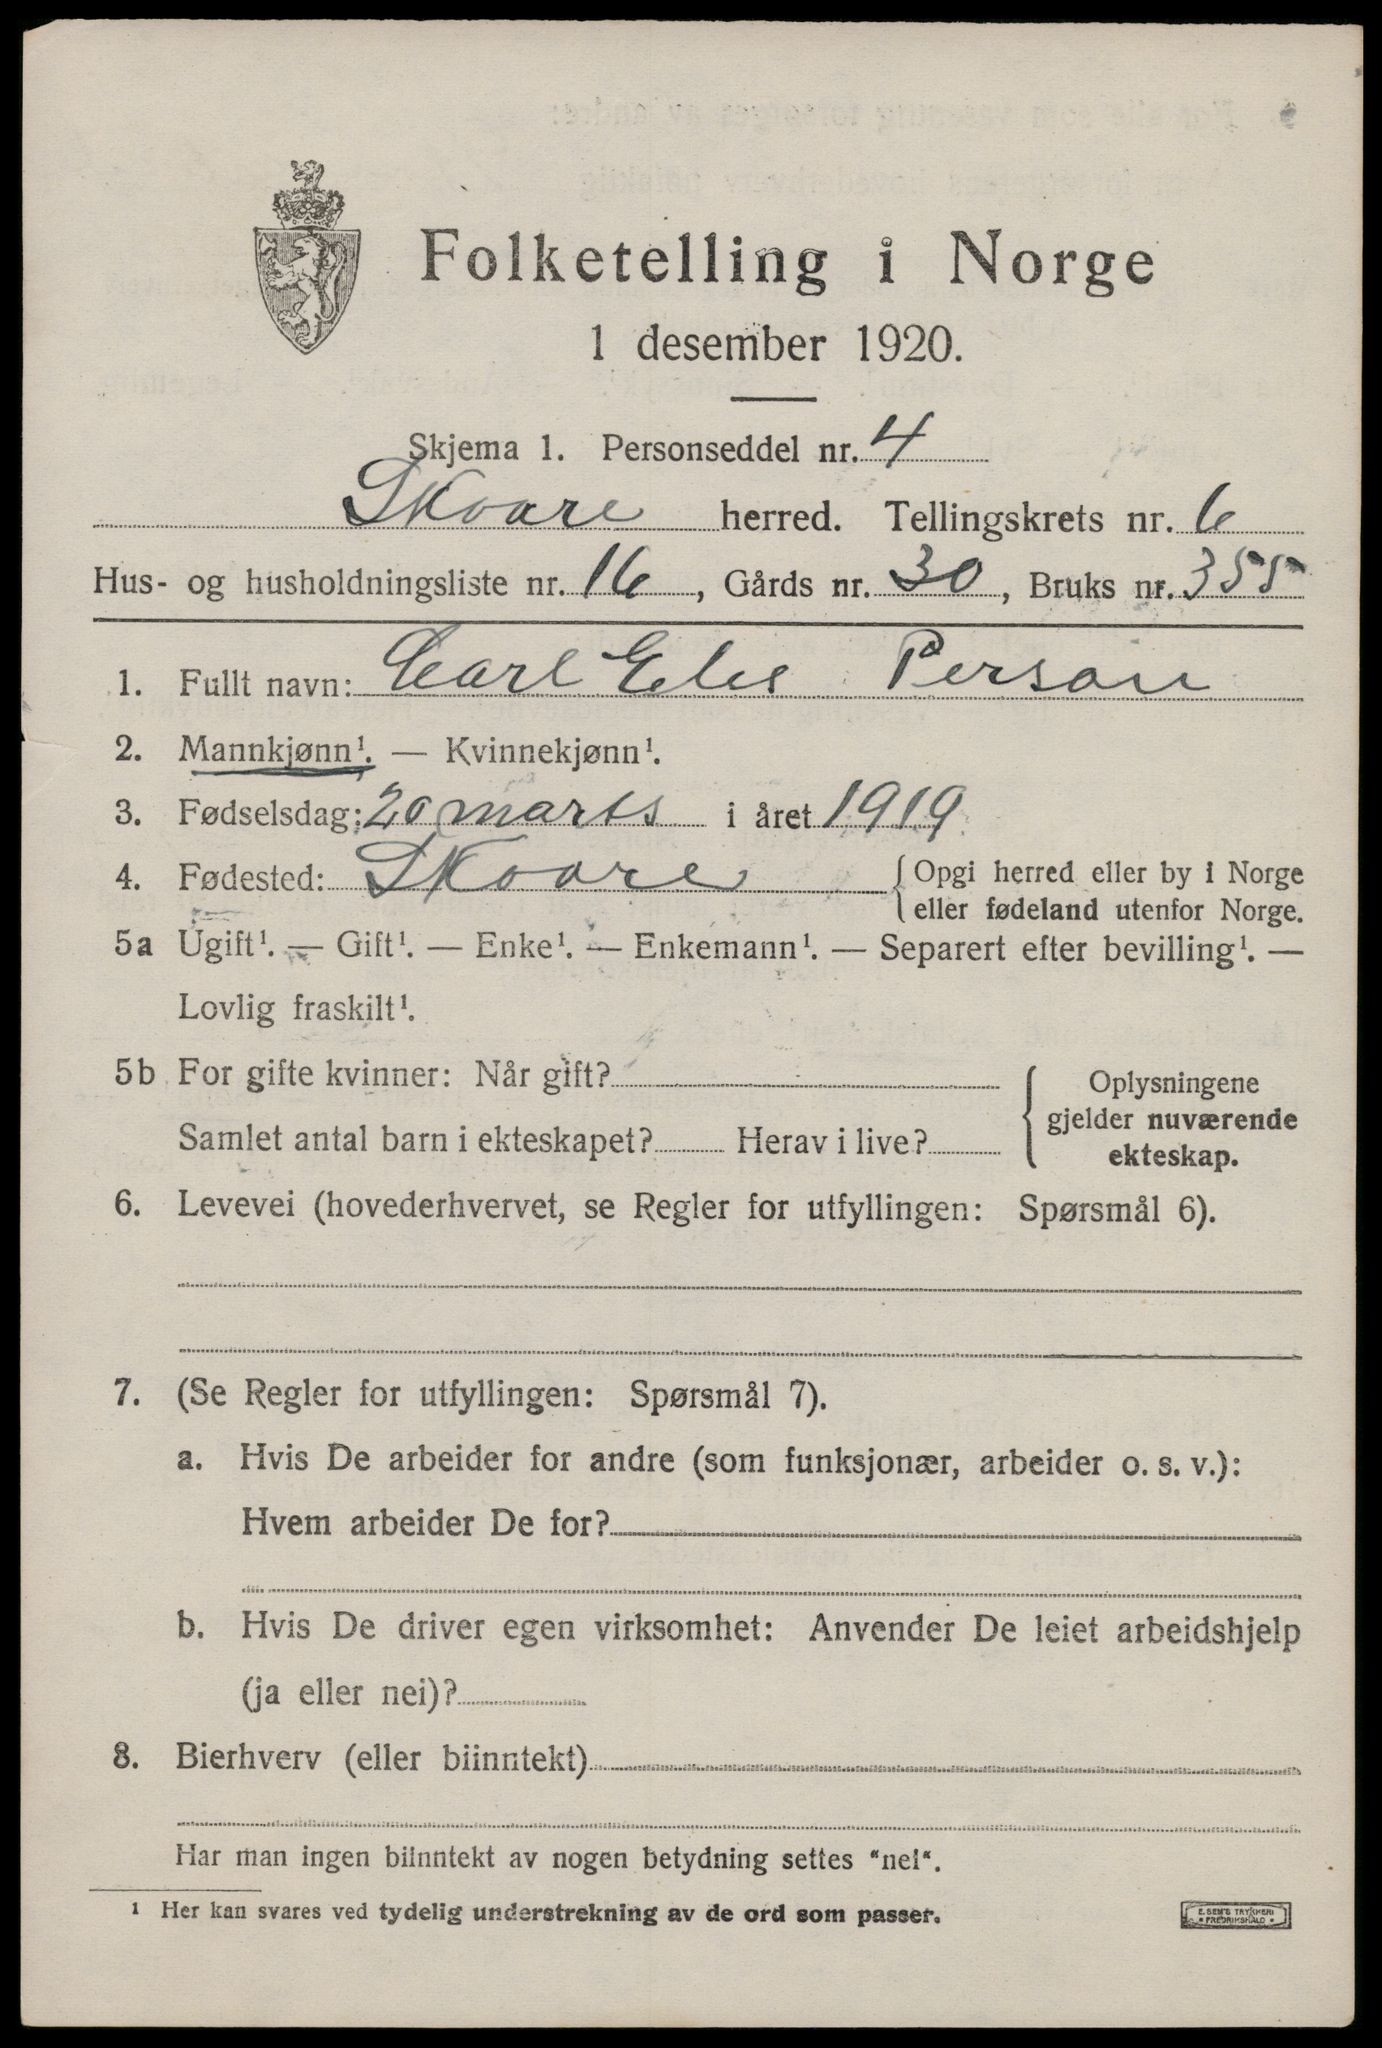 Folketelling i Norge
1 desember 1920.
Skjema 1. Personseddel nr. 4
Skoare herred. Tellingskrets nr. 6
Hus- og husholdningsliste nr. 16, Gårds nr. 30, Bruks nr. 355
1. Fullt navn: Carl Elis Person
2. Mannkjønn¹. — Kvinnekjønn¹.
3. Fødselsdag: 20 marts i året 1919
4. Fødested: Skoare { Opgi herred eller by i Norge
eller fødeland utenfor Norge.
5a Ugift¹. — Gift¹. — Enke¹. — Enkemann¹. — Separert efter bevilling¹. —
Lovlig fraskilt¹.
5b For gifte kvinner: Når gift? { Oplysningene
gjelder nuværende
Samlet antal barn i ekteskapet? Herav i live? ekteskap.
6. Levevei (hovederhvervet, se Regler for utfyllingen: Spørsmål 6).
7. (Se Regler for utfyllingen: Spørsmål 7).
a. Hvis De arbeider for andre (som funksjonær, arbeider o. s. v.):
Hvem arbeider De for?
b. Hvis De driver egen virksomhet: Anvender De leiet arbeidshjelp
(ja eller nei)?
8. Bierhverv (eller biinntekt)
Har man ingen biinntekt av nogen betydning settes "nei".
¹ Her kan svares ved tydelig understrekning av de ord som passer.
E. SEM'S TRYKKERI
* FREDRIKSHALD *